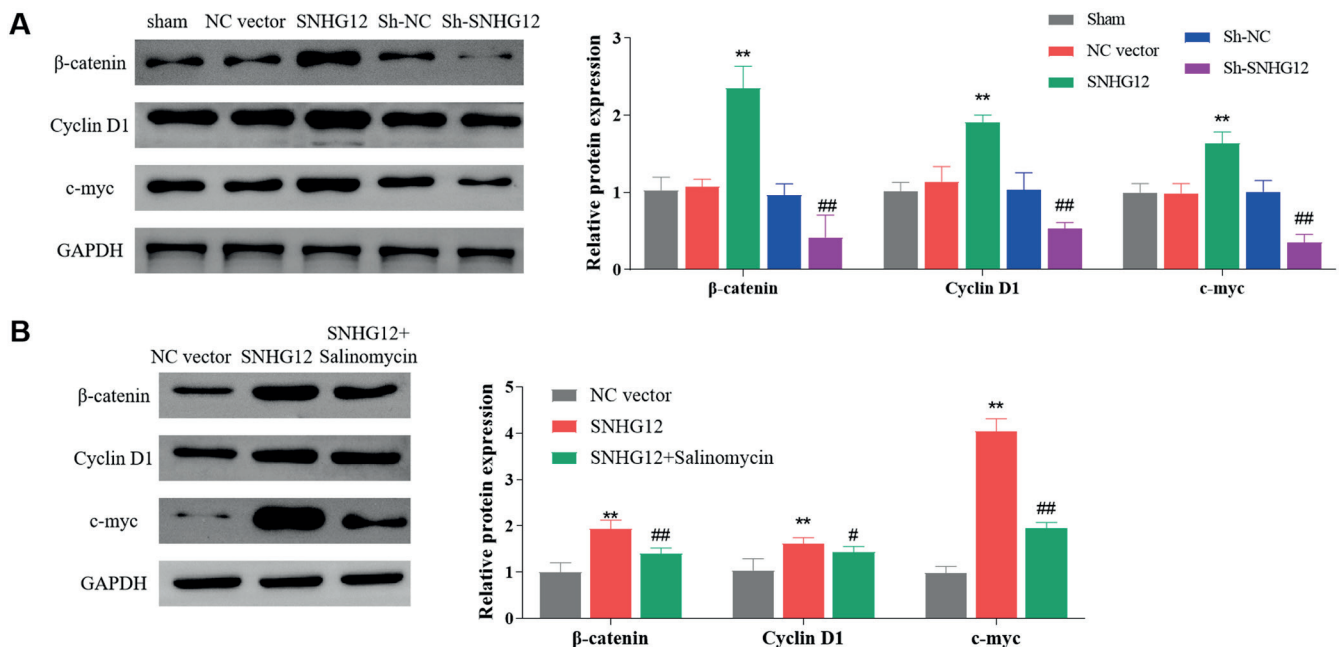 A
sham NC vector SNHG12 Sh-NC Sh-SNHG12
β-catenin
Cyclin D1
c-myc
GAPDH
Relative protein expression
3
2
1
0
Sham
NC vector
SNHG12
Sh-NC
Sh-SNHG12
** ##
** ##
** ##
β-catenin Cyclin D1 c-myc
B
NC vector SNHG12 SNHG12+
Salinomycin
β-catenin
Cyclin D1
c-myc
GAPDH
Relative protein expression
5
4
3
2
1
0
NC vector
SNHG12
SNHG12+Salinomycin
** ##
** #
** ##
β-catenin Cyclin D1 c-myc